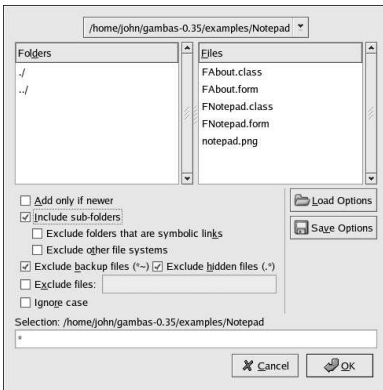 /home/john/gambas-0.35/examples/Notepad
Folders
Files
./
../
FAbout.class
FAbout.form
FNotepad.class
FNotepad.form
notepad.png
Add only if newer
Include sub-folders
Exclude folders that are symbolic links
Exclude other file systems
Exclude backup files (*~) Exclude hidden files (.*)
Exclude files:
Ignore case
Load Options
Save Options
Selection: /home/john/gambas-0.35/examples/Notepad
*
Cancel
OK